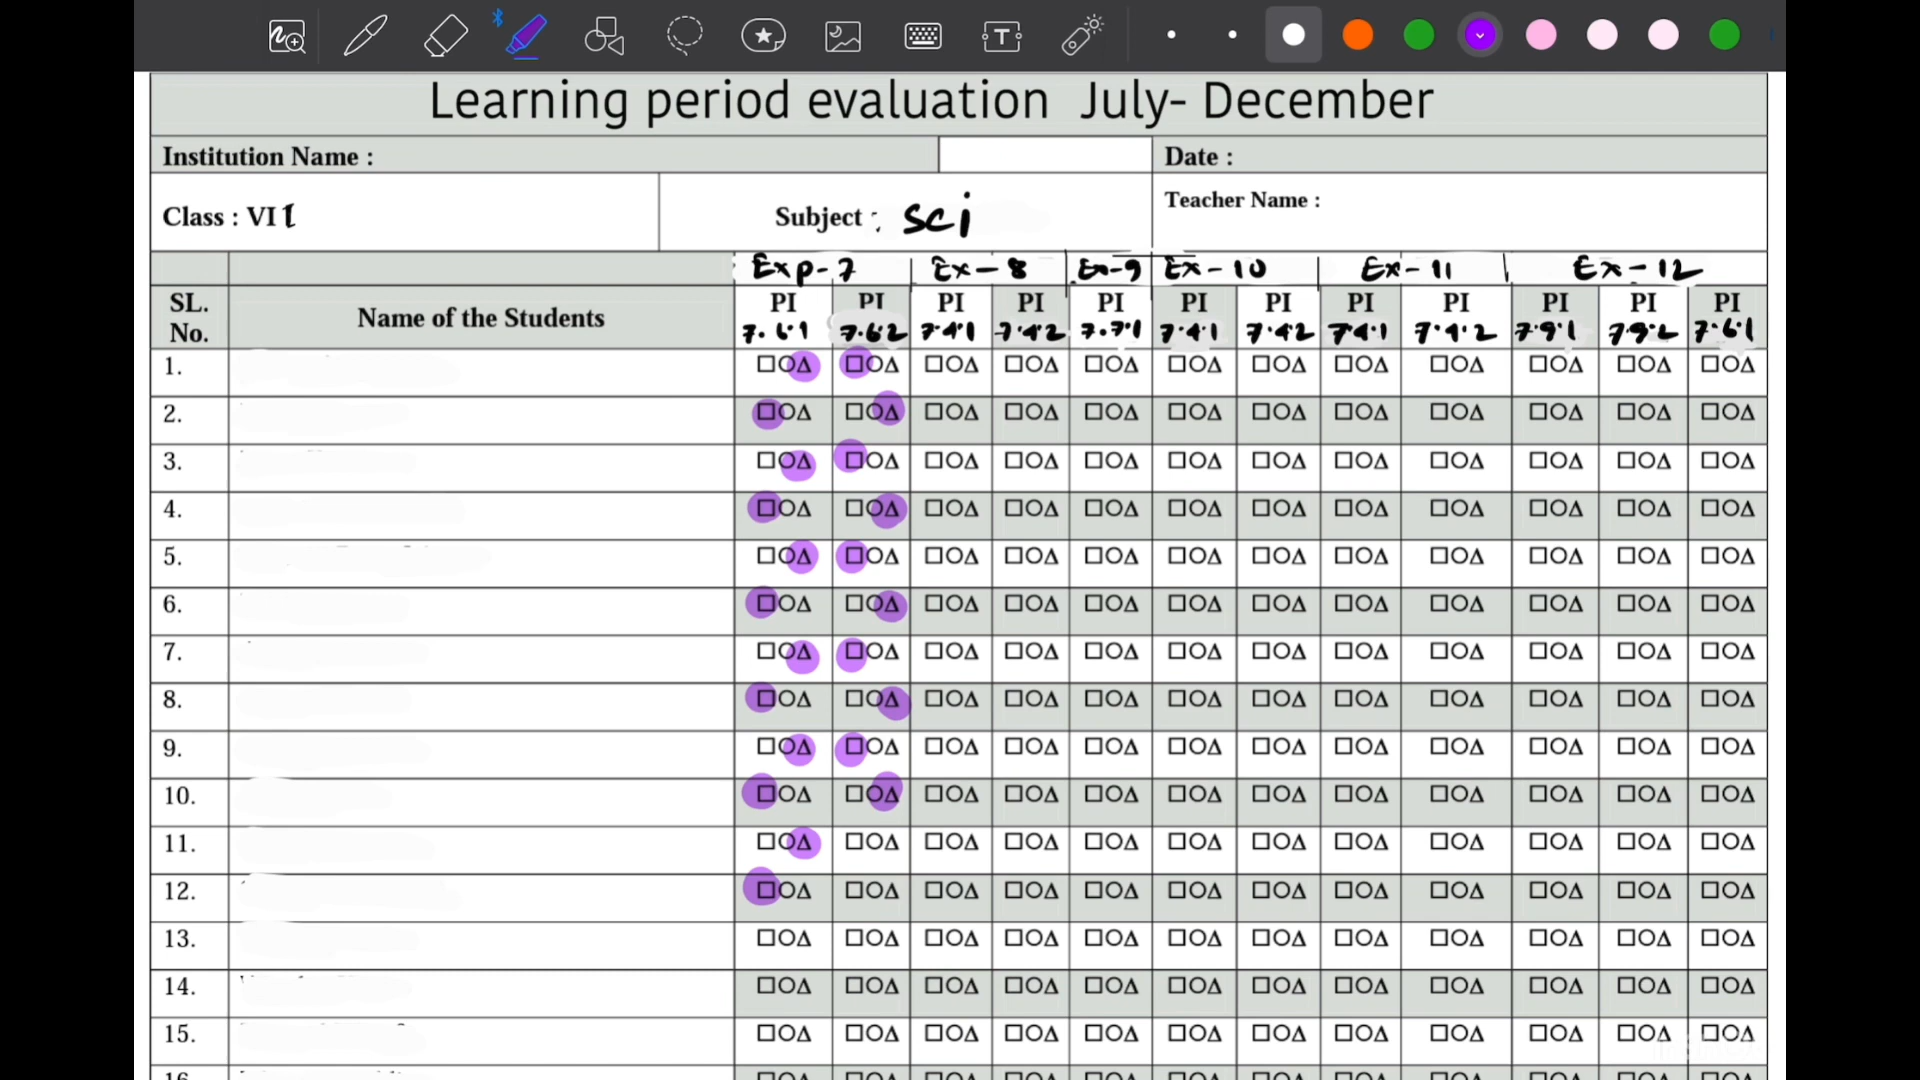 Learning period evaluation July- December
Institution Name :
Date :
Class : VII
Subject : sci
Teacher Name :
Exp-7 Ex-8 Ex-9 Ex-10 Ex-11 Ex-12
SL. No. Name of the Students PI 7.6.1 PI 7.6.2 PI 7.4.1 PI 7.4.2 PI 7.7.1 PI 7.4.1 PI 7.4.2 PI 7.4.1 PI 7.4.2 PI 7.9.1 PI 7.9.2 PI 7.6.1
1. □○△ □○△ □○△ □○△ □○△ □○△ □○△ □○△ □○△ □○△ □○△ □○△
2. □○△ □○△ □○△ □○△ □○△ □○△ □○△ □○△ □○△ □○△ □○△ □○△
3. □○△ □○△ □○△ □○△ □○△ □○△ □○△ □○△ □○△ □○△ □○△ □○△
4. □○△ □○△ □○△ □○△ □○△ □○△ □○△ □○△ □○△ □○△ □○△ □○△
5. □○△ □○△ □○△ □○△ □○△ □○△ □○△ □○△ □○△ □○△ □○△ □○△
6. □○△ □○△ □○△ □○△ □○△ □○△ □○△ □○△ □○△ □○△ □○△ □○△
7. □○△ □○△ □○△ □○△ □○△ □○△ □○△ □○△ □○△ □○△ □○△ □○△
8. □○△ □○△ □○△ □○△ □○△ □○△ □○△ □○△ □○△ □○△ □○△ □○△
9. □○△ □○△ □○△ □○△ □○△ □○△ □○△ □○△ □○△ □○△ □○△ □○△
10. □○△ □○△ □○△ □○△ □○△ □○△ □○△ □○△ □○△ □○△ □○△ □○△
11. □○△ □○△ □○△ □○△ □○△ □○△ □○△ □○△ □○△ □○△ □○△ □○△
12. □○△ □○△ □○△ □○△ □○△ □○△ □○△ □○△ □○△ □○△ □○△ □○△
13. □○△ □○△ □○△ □○△ □○△ □○△ □○△ □○△ □○△ □○△ □○△ □○△
14. □○△ □○△ □○△ □○△ □○△ □○△ □○△ □○△ □○△ □○△ □○△ □○△
15. □○△ □○△ □○△ □○△ □○△ □○△ □○△ □○△ □○△ □○△ □○△ □○△